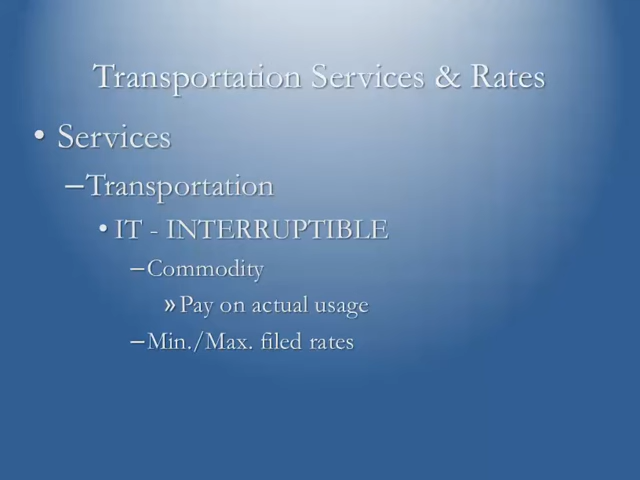 Transportation Services & Rates
• Services
–Transportation
• IT - INTERRUPTIBLE
–Commodity
»Pay on actual usage
–Min./Max. filed rates